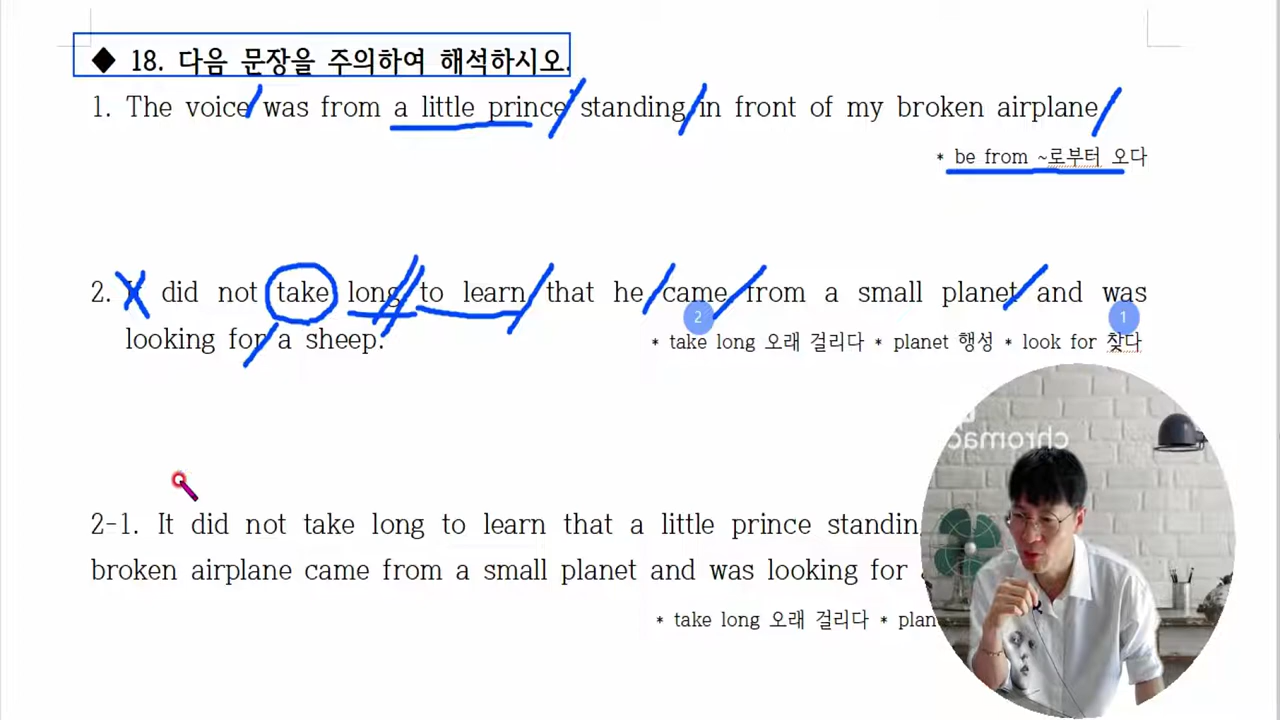 ◆ 18. 다음 문장을 주의하여 해석하시오.
1. The voice was from a little prince standing in front of my broken airplane
* be from ~로부터 오다
2. It did not take long to learn that he came from a small planet and was
2 1
looking for a sheep.
* take long 오래 걸리다 * planet 행성 * look for 찾다
chromac
2-1. It did not take long to learn that a little prince standin
broken airplane came from a small planet and was looking for
* take long 오래 걸리다 * plan